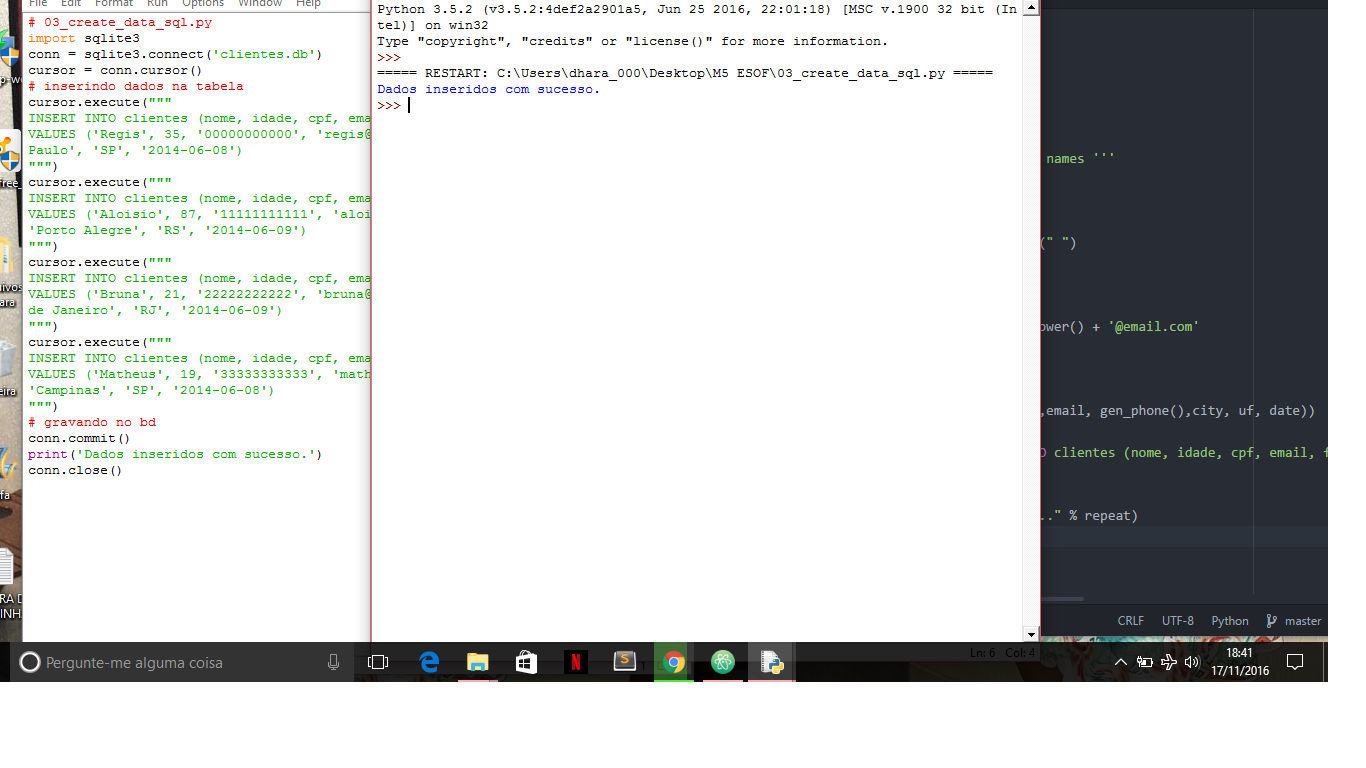 File Edit Format Run Options Window Help
# 03_create_data_sql.py
import sqlite3
conn = sqlite3.connect('clientes.db')
cursor = conn.cursor()
# inserindo dados na tabela
cursor.execute("""
INSERT INTO clientes (nome, idade, cpf, ema
VALUES ('Regis', 35, '00000000000', 'regis@
Paulo', 'SP', '2014-06-08')
""")
cursor.execute("""
INSERT INTO clientes (nome, idade, cpf, ema
VALUES ('Aloisio', 87, '11111111111', 'aloi
'Porto Alegre', 'RS', '2014-06-09')
""")
cursor.execute("""
INSERT INTO clientes (nome, idade, cpf, ema
VALUES ('Bruna', 21, '22222222222', 'bruna@
de Janeiro', 'RJ', '2014-06-09')
""")
cursor.execute("""
INSERT INTO clientes (nome, idade, cpf, ema
VALUES ('Matheus', 19, '33333333333', 'math
'Campinas', 'SP', '2014-06-08')
""")
# gravando no bd
conn.commit()
print('Dados inseridos com sucesso.')
conn.close()
Python 3.5.2 (v3.5.2:4def2a2901a5, Jun 25 2016, 22:01:18) [MSC v.1900 32 bit (In
tel)] on win32
Type "copyright", "credits" or "license()" for more information.
>>>
===== RESTART: C:\Users\dhara_000\Desktop\M5 ESOF\03_create_data_sql.py =====
Dados inseridos com sucesso.
>>>
names '''
(" ")
ower() + '@email.com'
,email, gen_phone(),city, uf, date))
O clientes (nome, idade, cpf, email, f
.." % repeat)
CRLF UTF-8 Python master
Ln: 6 Col: 4
Pergunte-me alguma coisa
18:41
17/11/2016